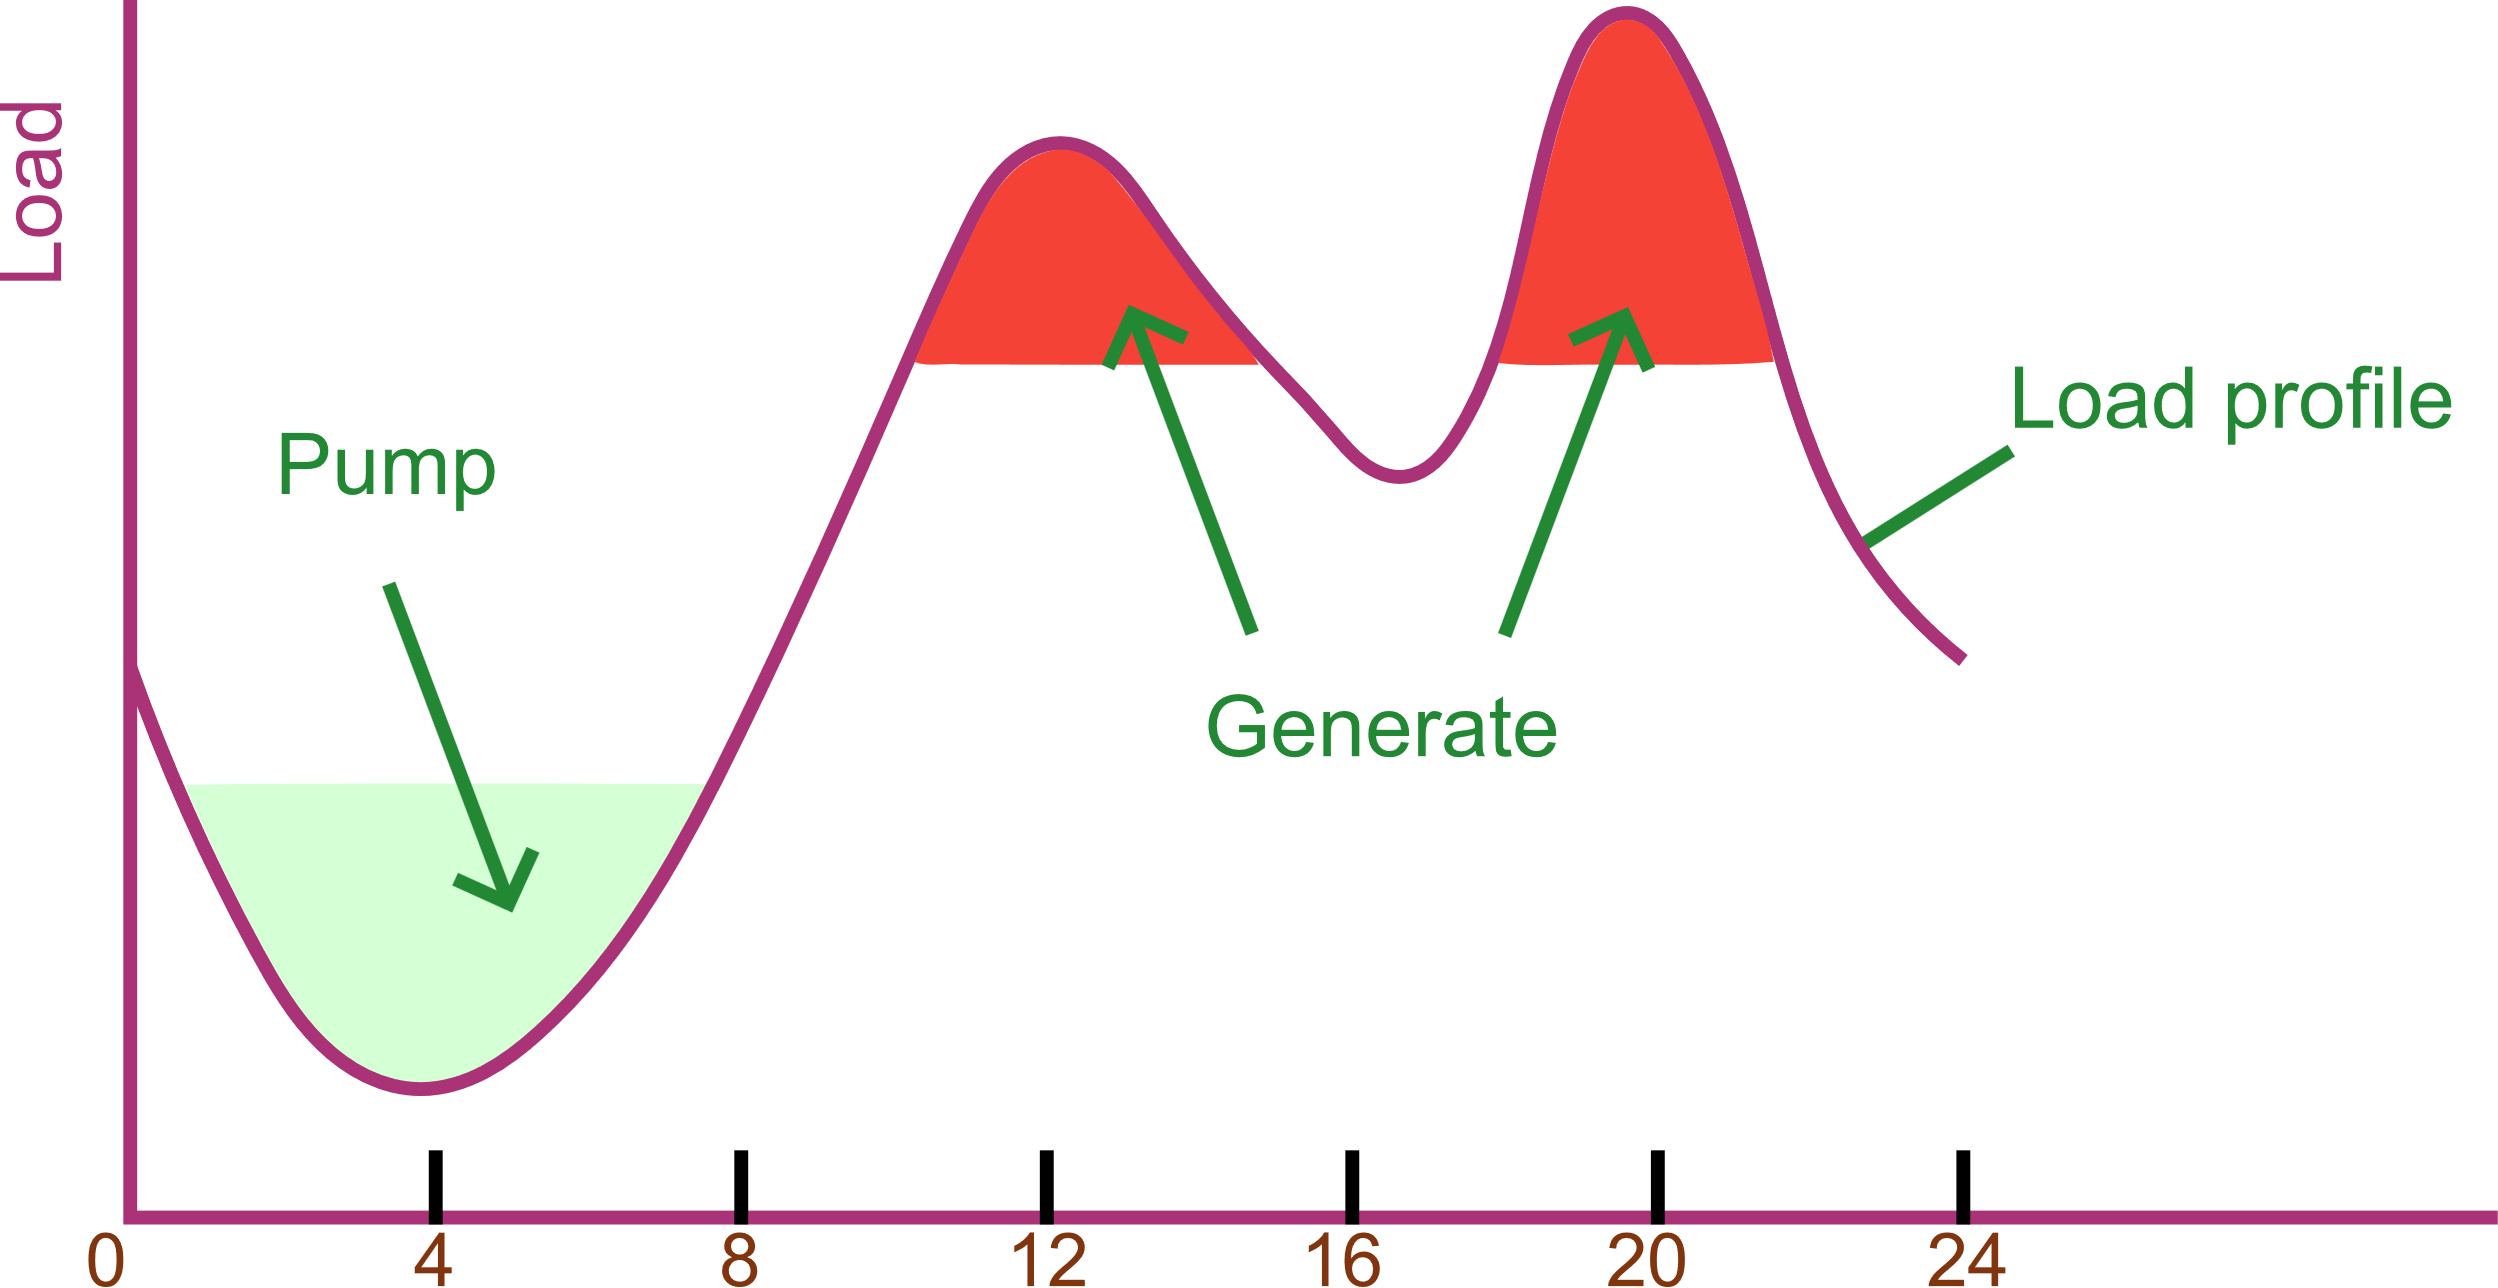 Load
Load profile
Pump
Generate
0 4 8 12 16 20 24